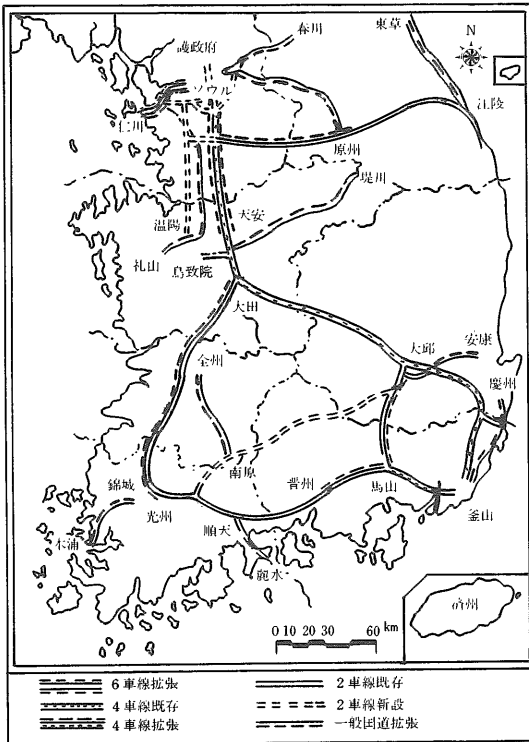 春川
東草
N
護政府
ソウル
江陵
仁川
原州
堤川
温陽
天安
礼山
鳥致院
大田
全州
大邱
安康
慶州
錦城
南原
晋州
馬山
光州
釜山
木浦
順天
麗水
済州
0 10 20 30 60 km
6車線拡張
2車線既存
4車線既存
2車線新設
4車線拡張
一般国道拡張